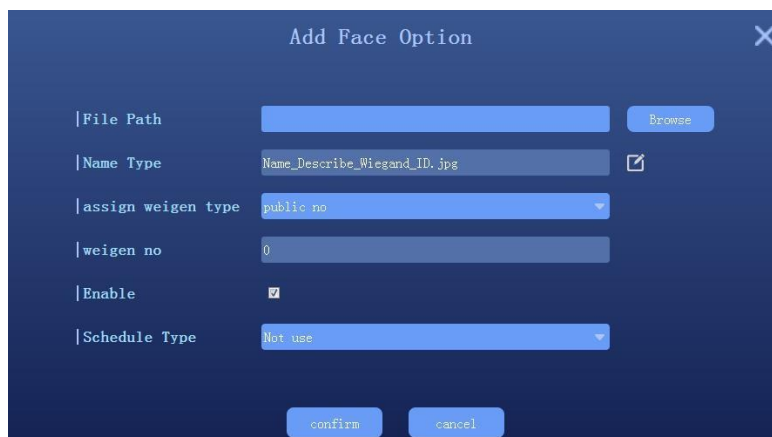 Add Face Option
File Path
Browse
Name Type
Name_Describe_Wiegand_ID.jpg
assign weigen type
public no
weigen no
0
Enable
Schedule Type
Not use
confirm
cancel